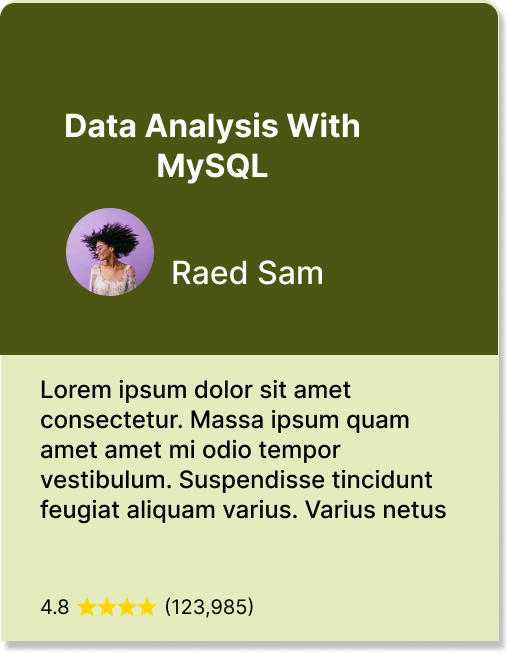 Data Analysis With
MySQL
Raed Sam
Lorem ipsum dolor sit amet
consectetur. Massa ipsum quam
amet amet mi odio tempor
vestibulum. Suspendisse tincidunt
feugiat aliquam varius. Varius netus
4.8 ⭐⭐⭐⭐ (123,985)